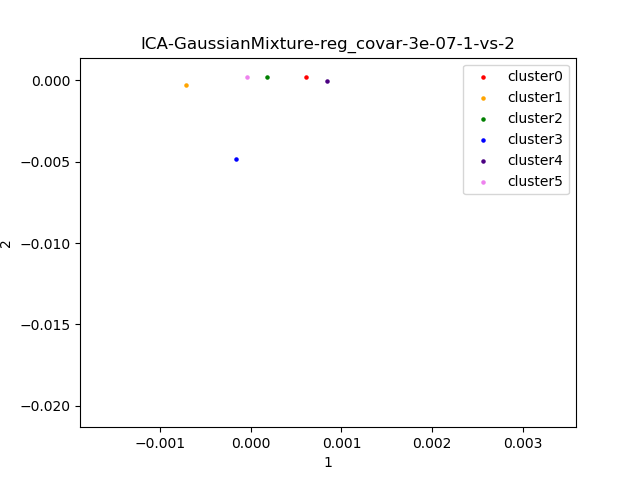 ICA-GaussianMixture-reg_covar-3e-07-1-vs-2
cluster0
cluster1
cluster2
cluster3
cluster4
cluster5
0.000
−0.005
−0.010
−0.015
−0.020
2
−0.001
0.000
0.001
0.002
0.003
1